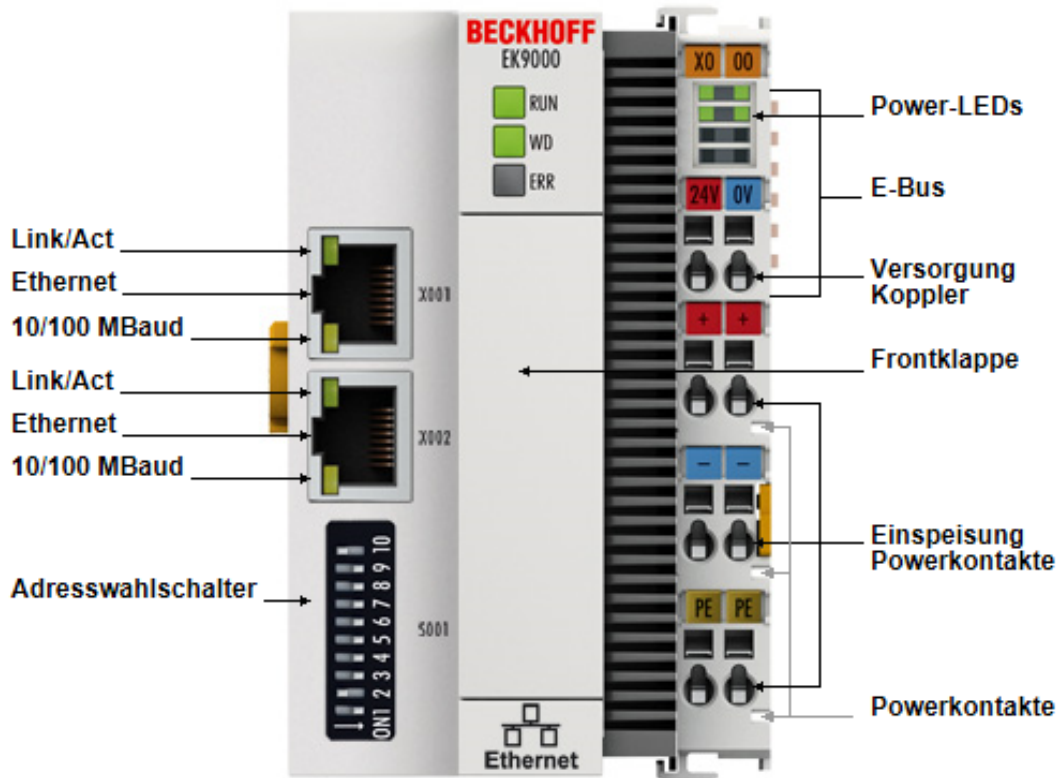 BECKHOFF
EK9000
RUN
WD
ERR
X0 00
24V 0V
+ +
– –
PE PE
Link/Act
Ethernet
10/100 MBaud
X001
Link/Act
Ethernet
10/100 MBaud
X002
Adresswahlschalter
ON1 2 3 4 5 6 7 8 9 10
S001
Ethernet
Power-LEDs
E-Bus
Versorgung
Koppler
Frontklappe
Einspeisung
Powerkontakte
Powerkontakte